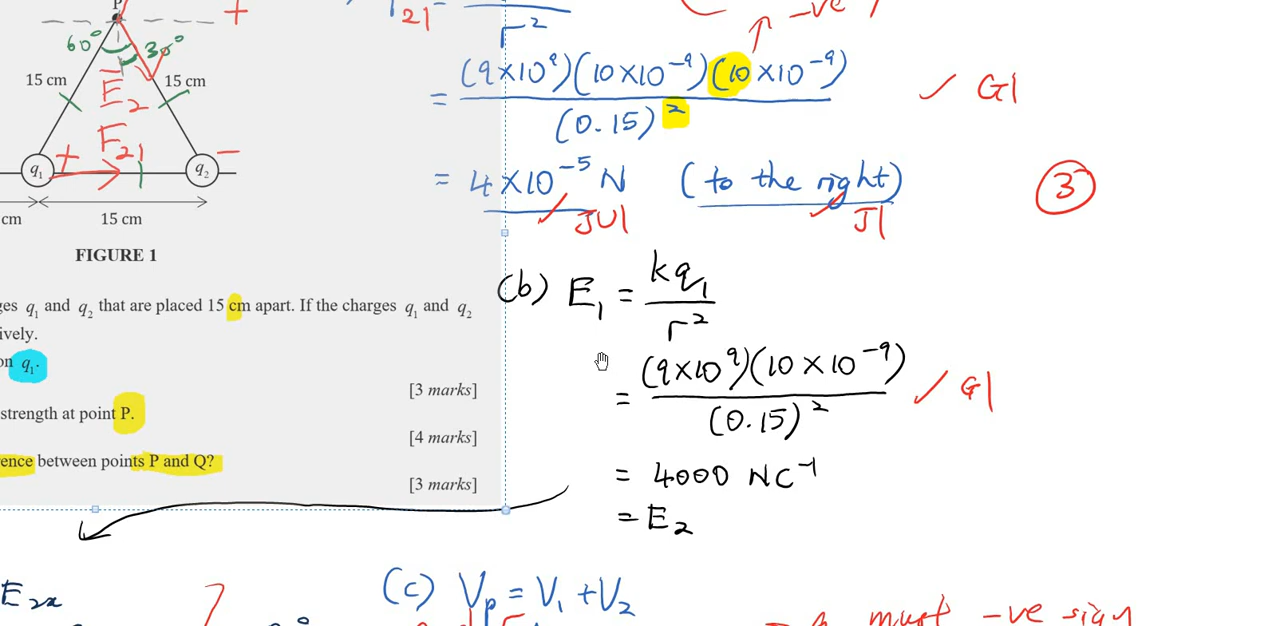 P
+
60°
30°
15 cm
15 cm
E₂
F₂₁
+
−
q₁
q₂
cm
15 cm
FIGURE 1
ges q₁ and q₂ that are placed 15 cm apart. If the charges q₁ and q₂
ively.
on q₁.
[3 marks]
strength at point P.
[4 marks]
ence between points P and Q?
[3 marks]
21
r²
-ve
= (9×10⁹)(10×10⁻⁹)(10×10⁻⁹) / (0.15)² ✓ G1
= 4×10⁻⁵ N (to the right) ③
✓ JU1 ✓ J1
(b) E₁ = kq₁ / r²
= (9×10⁹)(10×10⁻⁹) / (0.15)² ✓ G1
= 4000 NC⁻¹
= E₂
E₂ₓ
(c) Vp = V₁ + V₂
must -ve sign